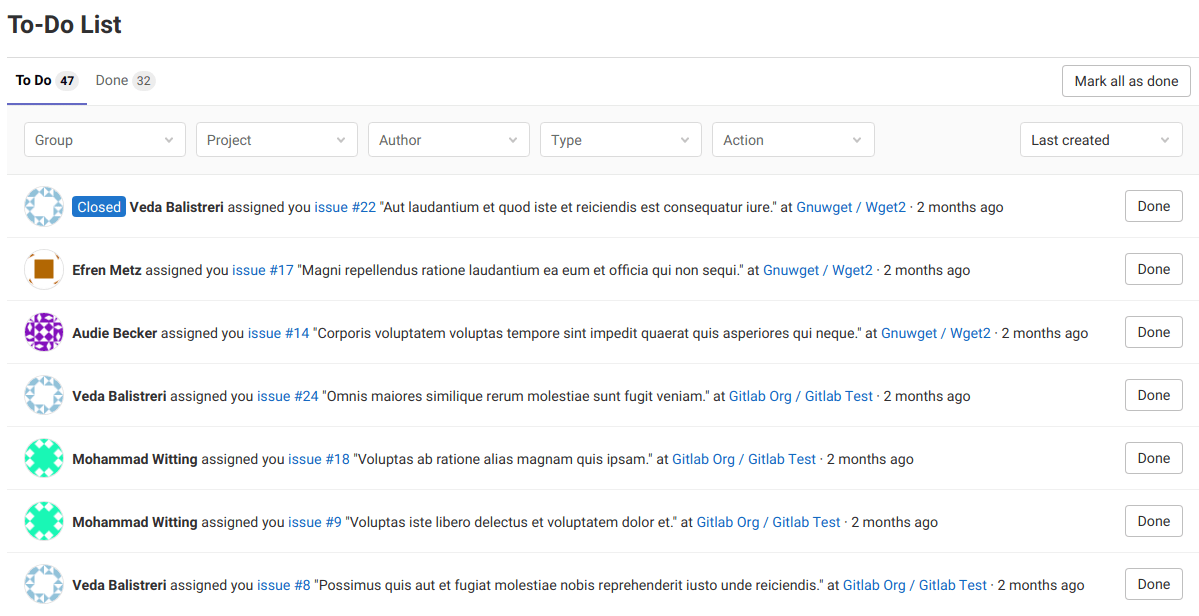 To-Do List
To Do 47 Done 32 Mark all as done
Group Project Author Type Action Last created
Closed Veda Balistreri assigned you issue #22 "Aut laudantium et quod iste et reiciendis est consequatur iure." at Gnuwget / Wget2 · 2 months ago Done
Efren Metz assigned you issue #17 "Magni repellendus ratione laudantium ea eum et officia qui non sequi." at Gnuwget / Wget2 · 2 months ago Done
Audie Becker assigned you issue #14 "Corporis voluptatem voluptas tempore sint impedit quaerat quis asperiores qui neque." at Gnuwget / Wget2 · 2 months ago Done
Veda Balistreri assigned you issue #24 "Omnis maiores similique rerum molestiae sunt fugit veniam." at Gitlab Org / Gitlab Test · 2 months ago Done
Mohammad Witting assigned you issue #18 "Voluptas ab ratione alias magnam quis ipsam." at Gitlab Org / Gitlab Test · 2 months ago Done
Mohammad Witting assigned you issue #9 "Voluptas iste libero delectus et voluptatem dolor et." at Gitlab Org / Gitlab Test · 2 months ago Done
Veda Balistreri assigned you issue #8 "Possimus quis aut et fugiat molestiae nobis reprehenderit iusto unde reiciendis." at Gitlab Org / Gitlab Test · 2 months ago Done